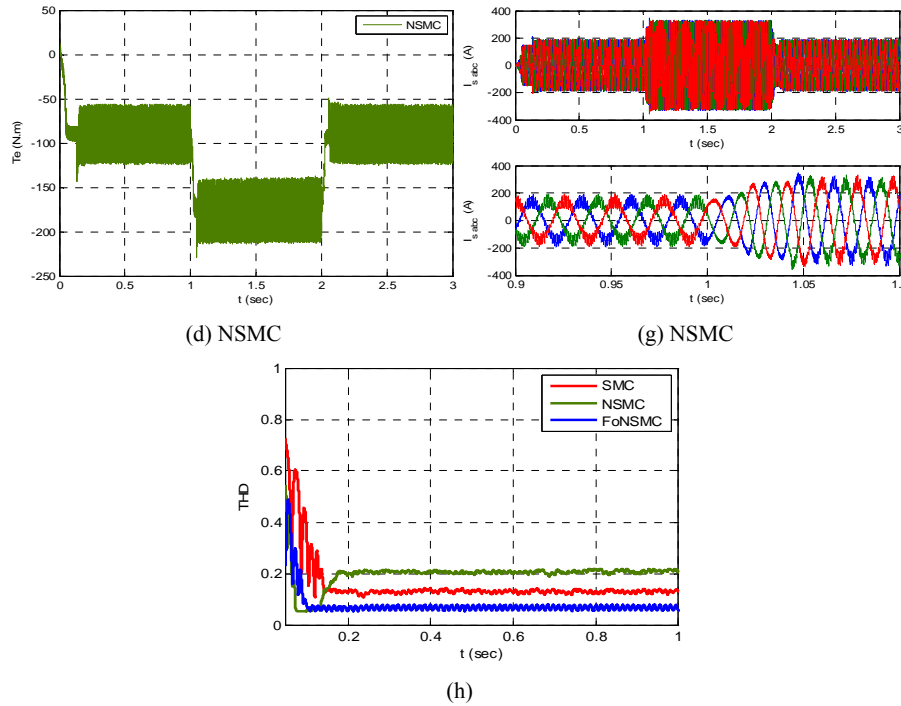 50
0
-50
-100
-150
-200
-250
Te (N.m)
NSMC
0 0.5 1 1.5 2 2.5 3
t (sec)
(d) NSMC
400
200
0
-200
-400
I s abc (A)
0 0.5 1 1.5 2 2.5 3
t (sec)
400
200
0
-200
-400
I s abc (A)
0.9 0.95 1 1.05 1.
t (sec)
(g) NSMC
1
0.8
0.6
0.4
0.2
0
THD
SMC
NSMC
FoNSMC
0.2 0.4 0.6 0.8 1
t (sec)
(h)